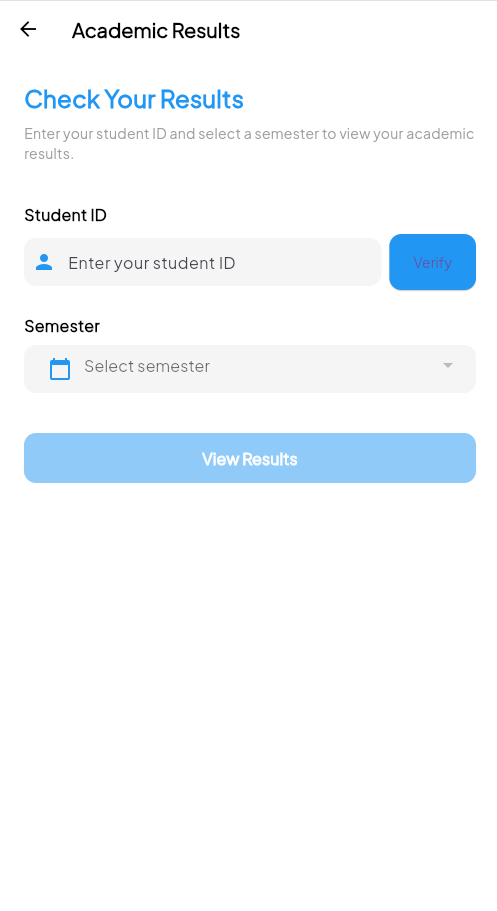 Academic Results
Check Your Results
Enter your student ID and select a semester to view your academic
results.
Student ID
Enter your student ID
Verify
Semester
Select semester
View Results